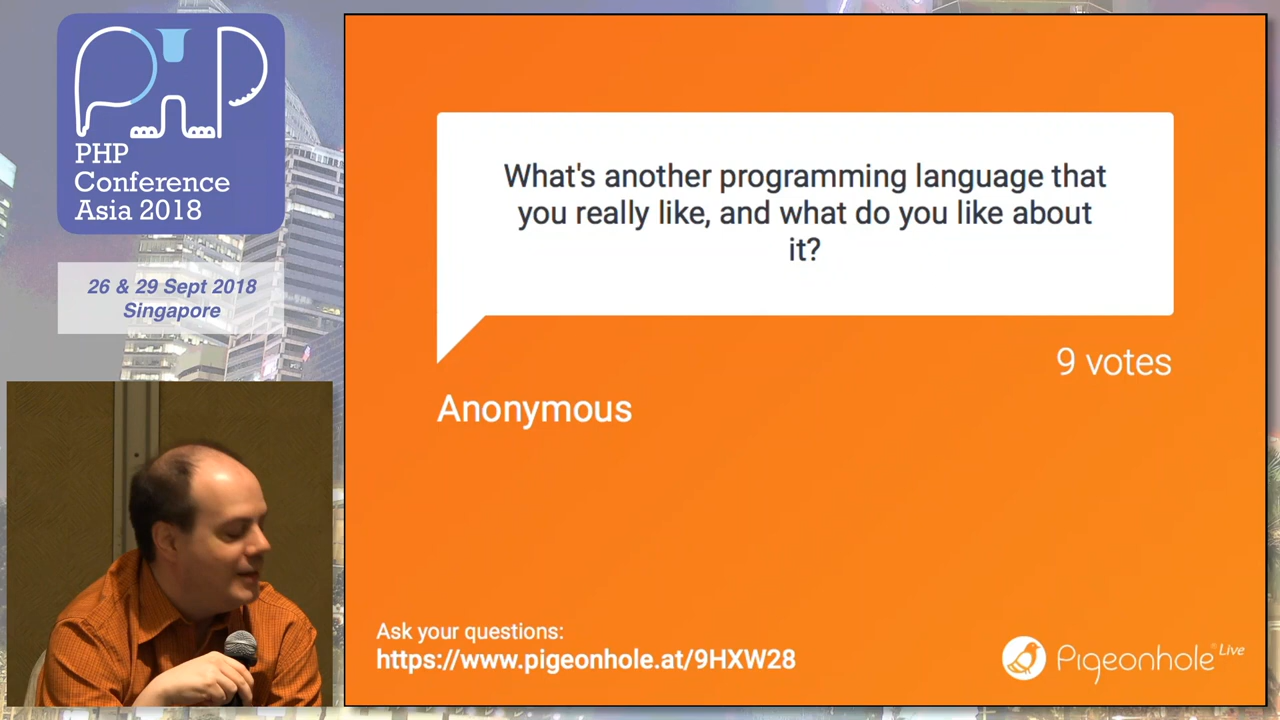 PHP
Conference
Asia 2018
26 & 29 Sept 2018
Singapore
What's another programming language that
you really like, and what do you like about
it?
9 votes
Anonymous
Ask your questions:
https://www.pigeonhole.at/9HXW28
Pigeonhole Live